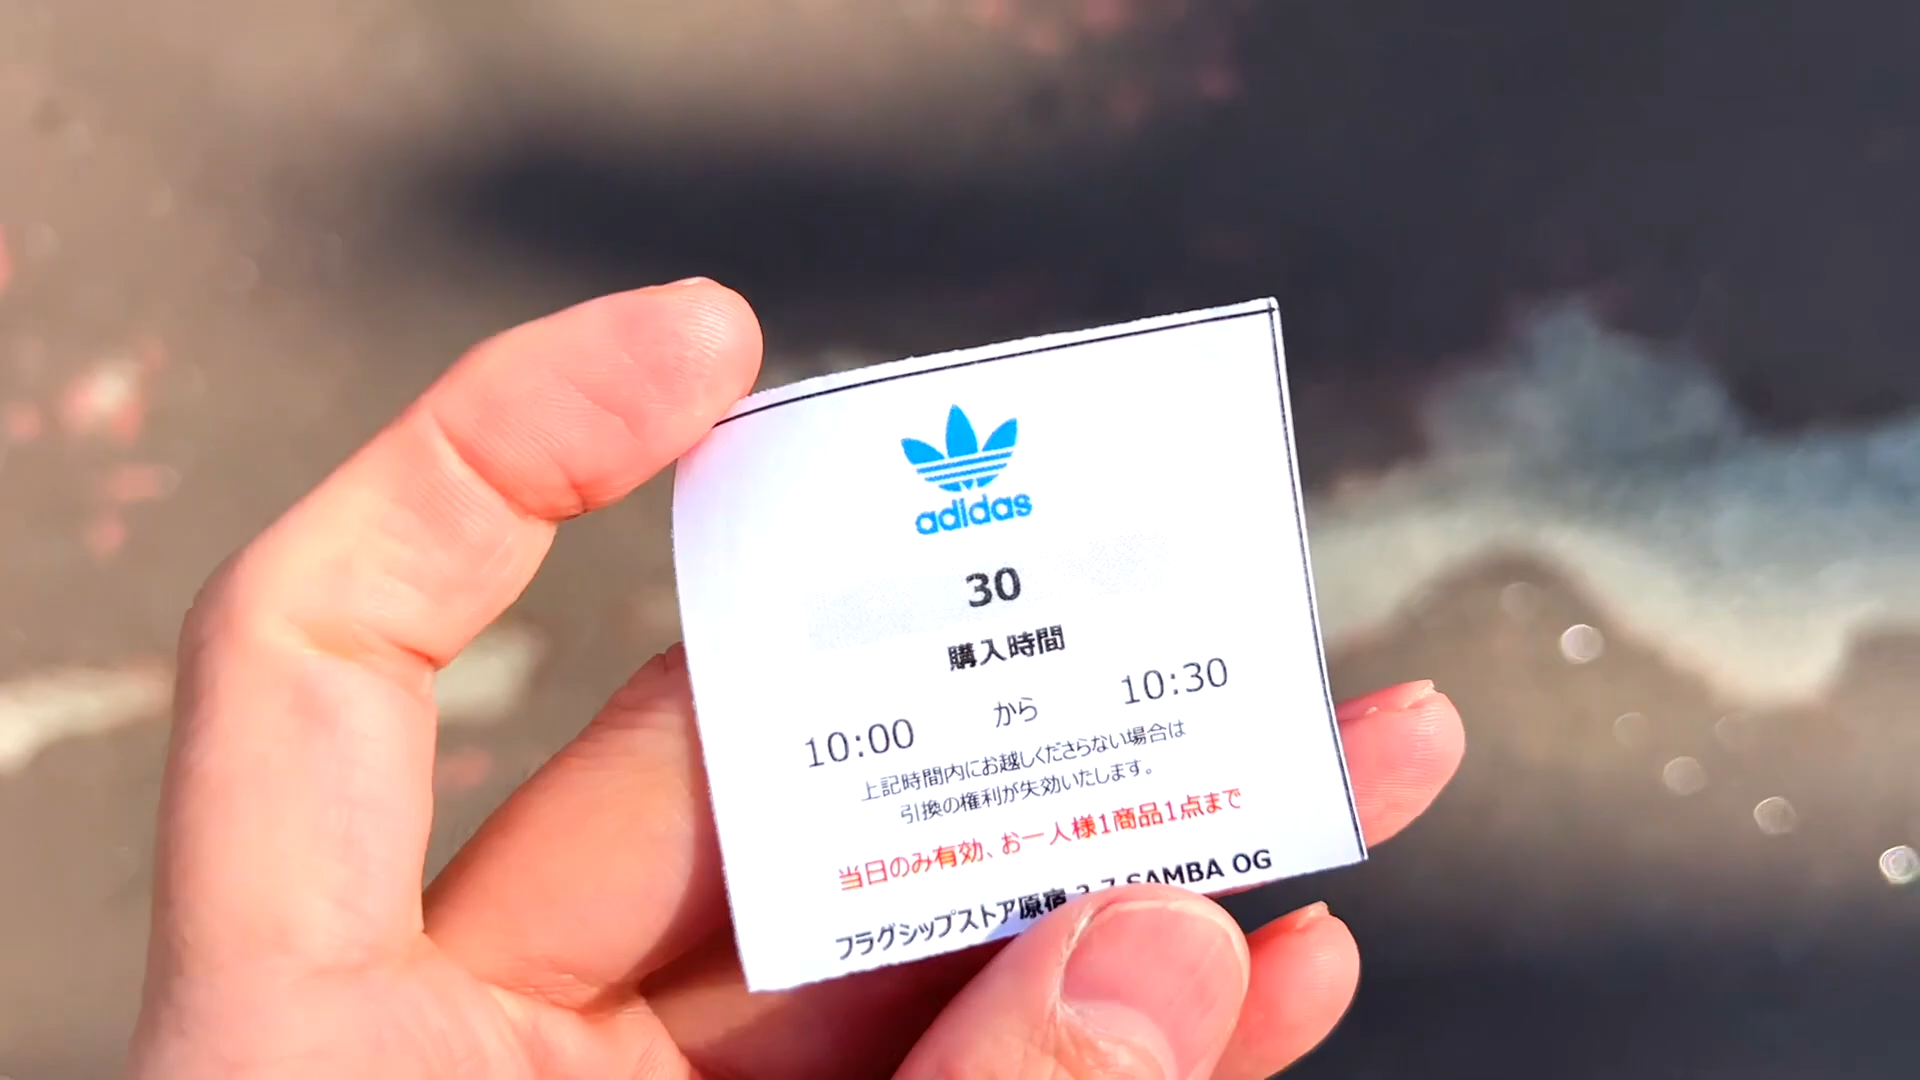 adidas
30
購入時間
10:00 から 10:30
上記時間内にお越しくださらない場合は
引換の権利が失効いたします。
当日のみ有効、お一人様1商品1点まで
フラグシップストア原宿 SAMBA OG